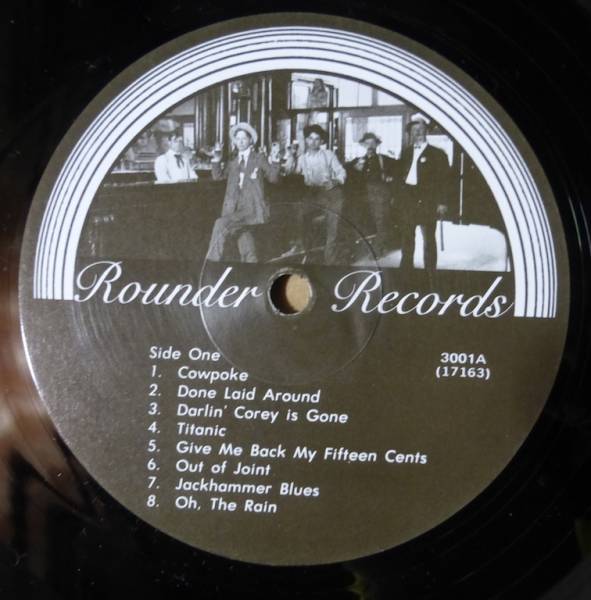 Rounder Records
Side One
3001A
(17163)
1. Cowpoke
2. Done Laid Around
3. Darlin' Corey is Gone
4. Titanic
5. Give Me Back My Fifteen Cents
6. Out of Joint
7. Jackhammer Blues
8. Oh, The Rain